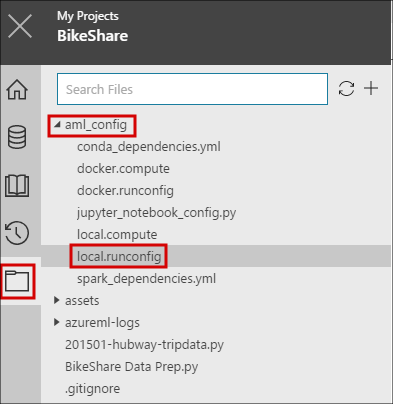 My Projects
BikeShare
Search Files
aml_config
conda_dependencies.yml
docker.compute
docker.runconfig
jupyter_notebook_config.py
local.compute
local.runconfig
spark_dependencies.yml
assets
azureml-logs
201501-hubway-tripdata.py
BikeShare Data Prep.py
.gitignore